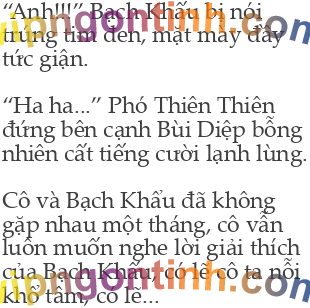 “Anh!!!” Bạch Khẩu bị nói
trúng tim đen, mặt mày đầy
tức giận.
“Ha ha...” Phó Thiên Thiên
đứng bên cạnh Bùi Diệp bỗng
nhiên cất tiếng cười lạnh lùng.
Cô và Bạch Khẩu đã không
gặp nhau một tháng, cô vẫn
luôn muốn nghe lời giải thích
của Bạch Khẩu, có lẽ cô ta nỗi
khổ tâm, có lẽ...